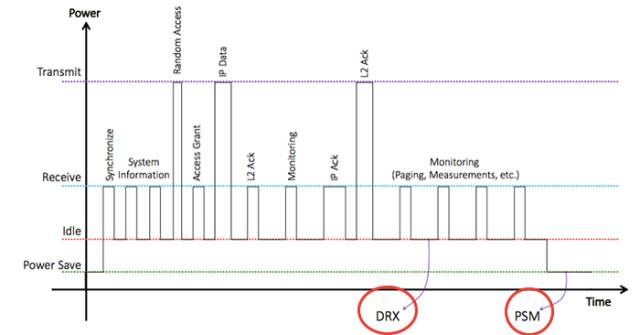 Power
Transmit
Receive
Idle
Power Save
Synchronize
System
Information
Random Access
Access Grant
IP Data
L2 Ack
Monitoring
IP Ack
L2 Ack
Monitoring
(Paging, Measurements, etc.)
Time
DRX
PSM